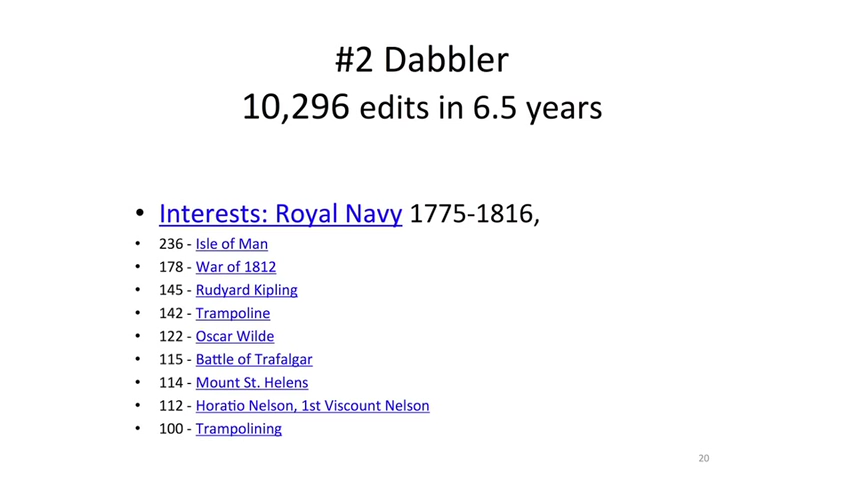 #2 Dabbler
10,296 edits in 6.5 years
• Interests: Royal Navy 1775-1816,
• 236 - Isle of Man
• 178 - War of 1812
• 145 - Rudyard Kipling
• 142 - Trampoline
• 122 - Oscar Wilde
• 115 - Battle of Trafalgar
• 114 - Mount St. Helens
• 112 - Horatio Nelson, 1st Viscount Nelson
• 100 - Trampolining
20